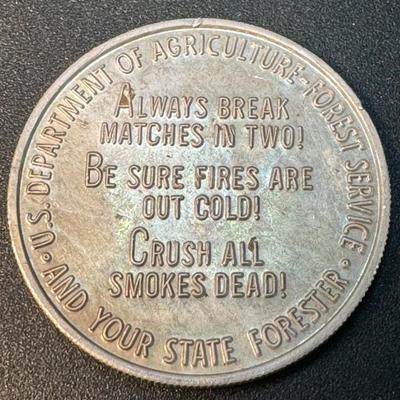 U.S. DEPARTMENT OF AGRICULTURE-FOREST SERVICE
ALWAYS BREAK
MATCHES IN TWO!
BE SURE FIRES ARE
OUT COLD!
CRUSH ALL
SMOKES DEAD!
• AND YOUR STATE FORESTER •